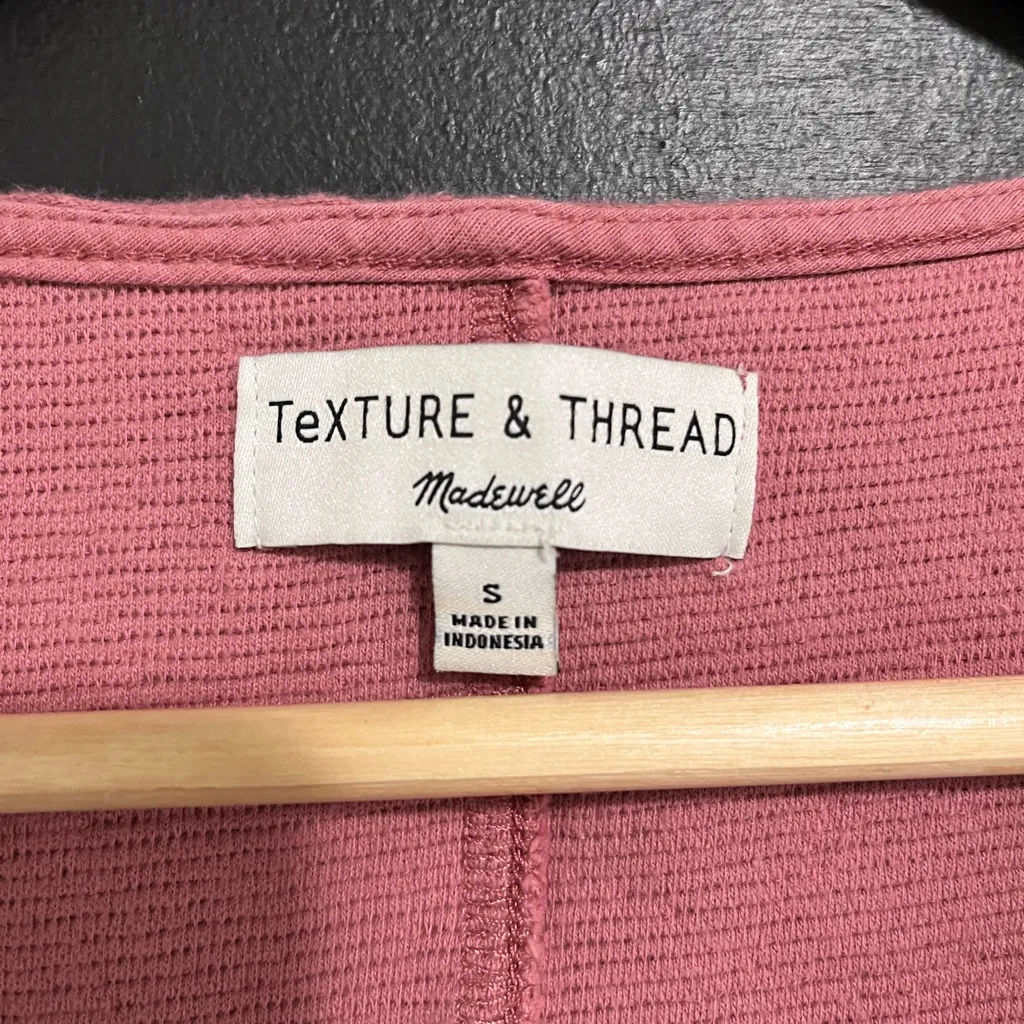 TeXTURE & THREAD
Madewell
S
MADE IN
INDONESIA